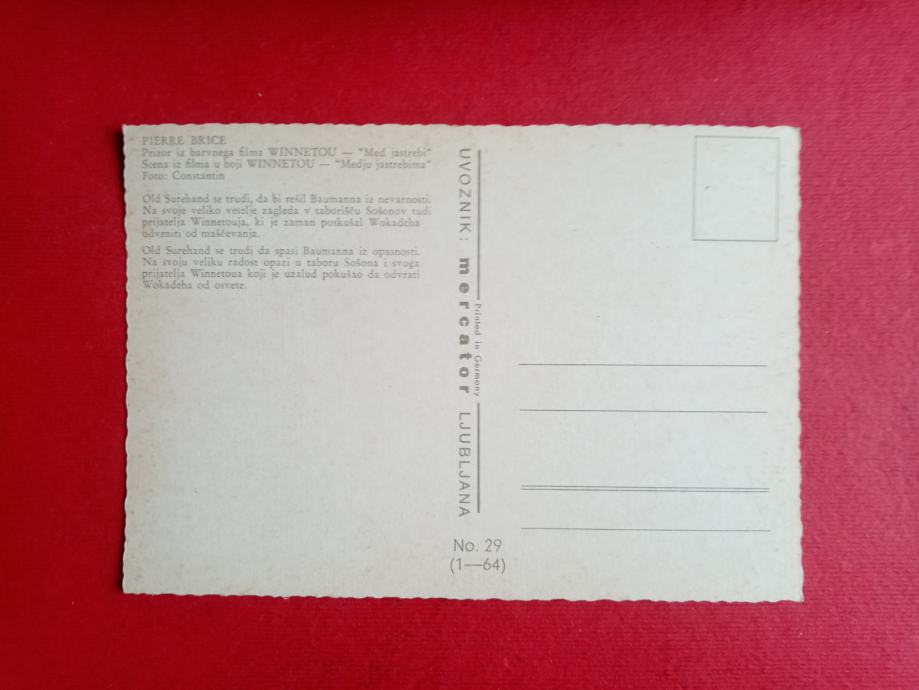 PIERRE BRICE
Prizor iz barvnega filma WINNETOU — "Med jastrebi"
Scena iz filma u boji WINNETOU — "Medju jastrebima"
Foto: Constantin
Old Surehand se trudi, da bi rešil Baumanna iz nevarnosti.
Na svoje veliko veselje zagleda v taborišču Šošonov tudi
prijatelja Winnetouja, ki je zaman poskušal Wokadeha
odvrniti od maščevanja.
Old Surehand se trudi da spasi Baumanna iz opasnosti.
Na svoju veliku radost opazi u taboru Šošona i svoga
prijatelja Winnetoua koji je uzalud pokušao da odvrati
Wokadeha od osvete.
UVOZNIK: mercator LJUBLJANA
Printed in Germany
No. 29
(1—64)